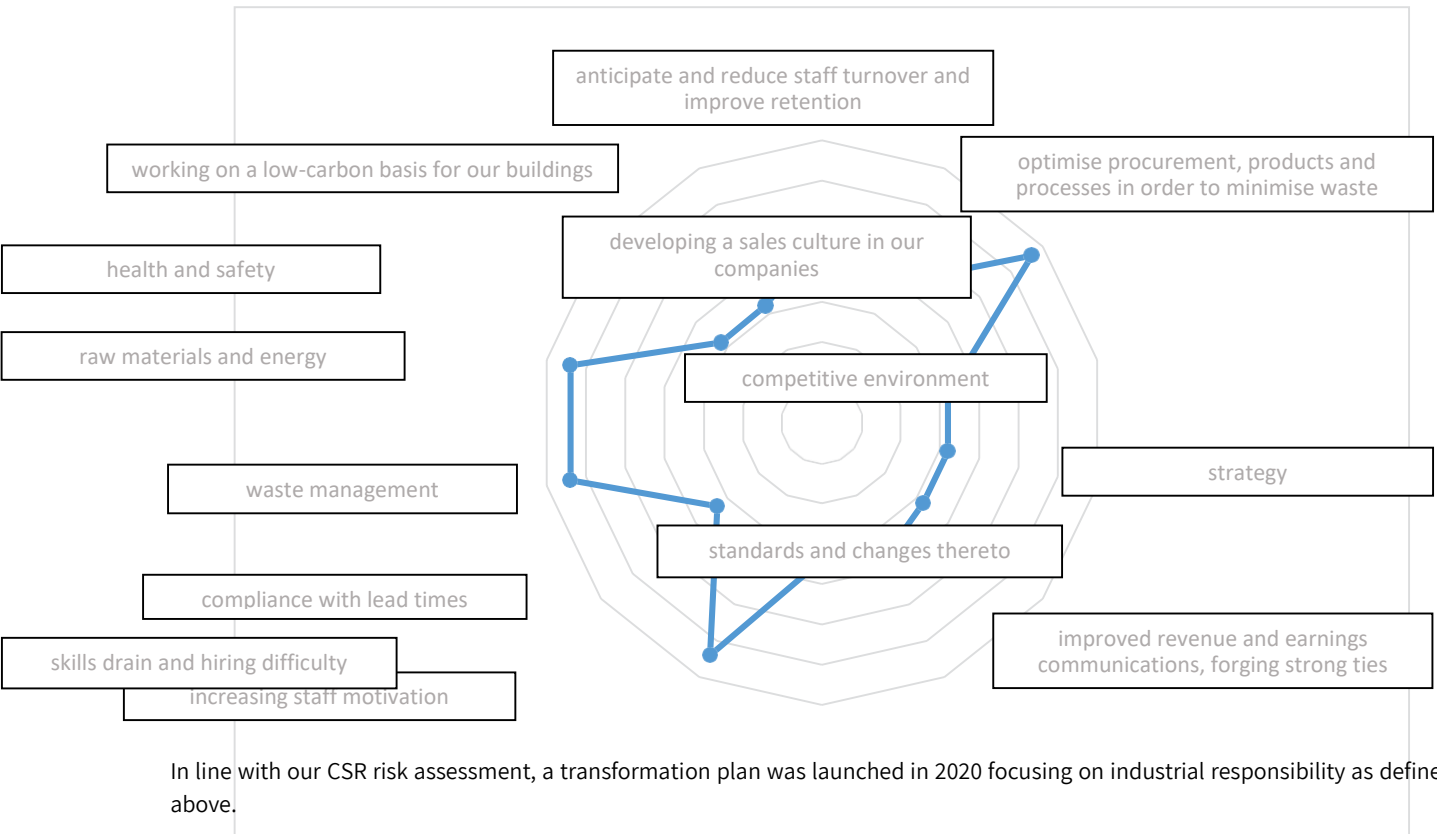 anticipate and reduce staff turnover and
improve retention
working on a low-carbon basis for our buildings
optimise procurement, products and
processes in order to minimise waste
developing a sales culture in our
companies
health and safety
raw materials and energy
competitive environment
strategy
waste management
standards and changes thereto
compliance with lead times
improved revenue and earnings
communications, forging strong ties
skills drain and hiring difficulty
increasing staff motivation
In line with our CSR risk assessment, a transformation plan was launched in 2020 focusing on industrial responsibility as define
above.